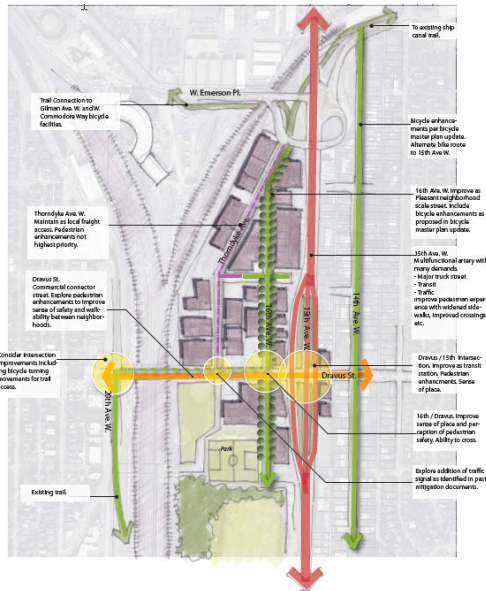 To existing ship
canal trail.
W. Emerson Pl.
Trail Connection to
Gilman Ave. W. and W.
Commodore Way bicycle
facilities.
Bicycle enhance-
ments per bicycle
master plan update.
Alternate bike route
to 15th Ave W.
16th Ave. W. Improve as
Pleasant neighborhood
scale street. Include
bicycle enhancements as
proposed in bicycle
master plan update.
Thorndyke Ave. W.
Maintain as local freight
access. Pedestrian
enhancements not
highest priority.
Thorndyke Ave.
15th Ave. W.
Multifunctional artery with
many demands.
- Major truck street
- Transit
- Traffic
Improve pedestrian exper-
ience with widened side-
walks, improved crossings
etc.
Dravus St.
Commercial connector
street. Explore pedestrian
enhancements to improve
sense of safety and walk-
ability between neighbor-
hoods.
16th Ave. W.
15th Ave. W.
14th Ave. W.
Consider intersection
improvements includ-
ing bicycle turning
movements for trail
access.
Dravus St.
Dravus / 15th intersec-
tion. Improve as transit
station. Pedestrian
enhancments. Sense
of place.
20th Ave. W.
16th / Dravus. Improve
sense of place and per-
ception of pedestrian
safety. Ability to cross.
Park
Explore addition of traffic
signal as identified in past
mitigation documents.
Existing trail.